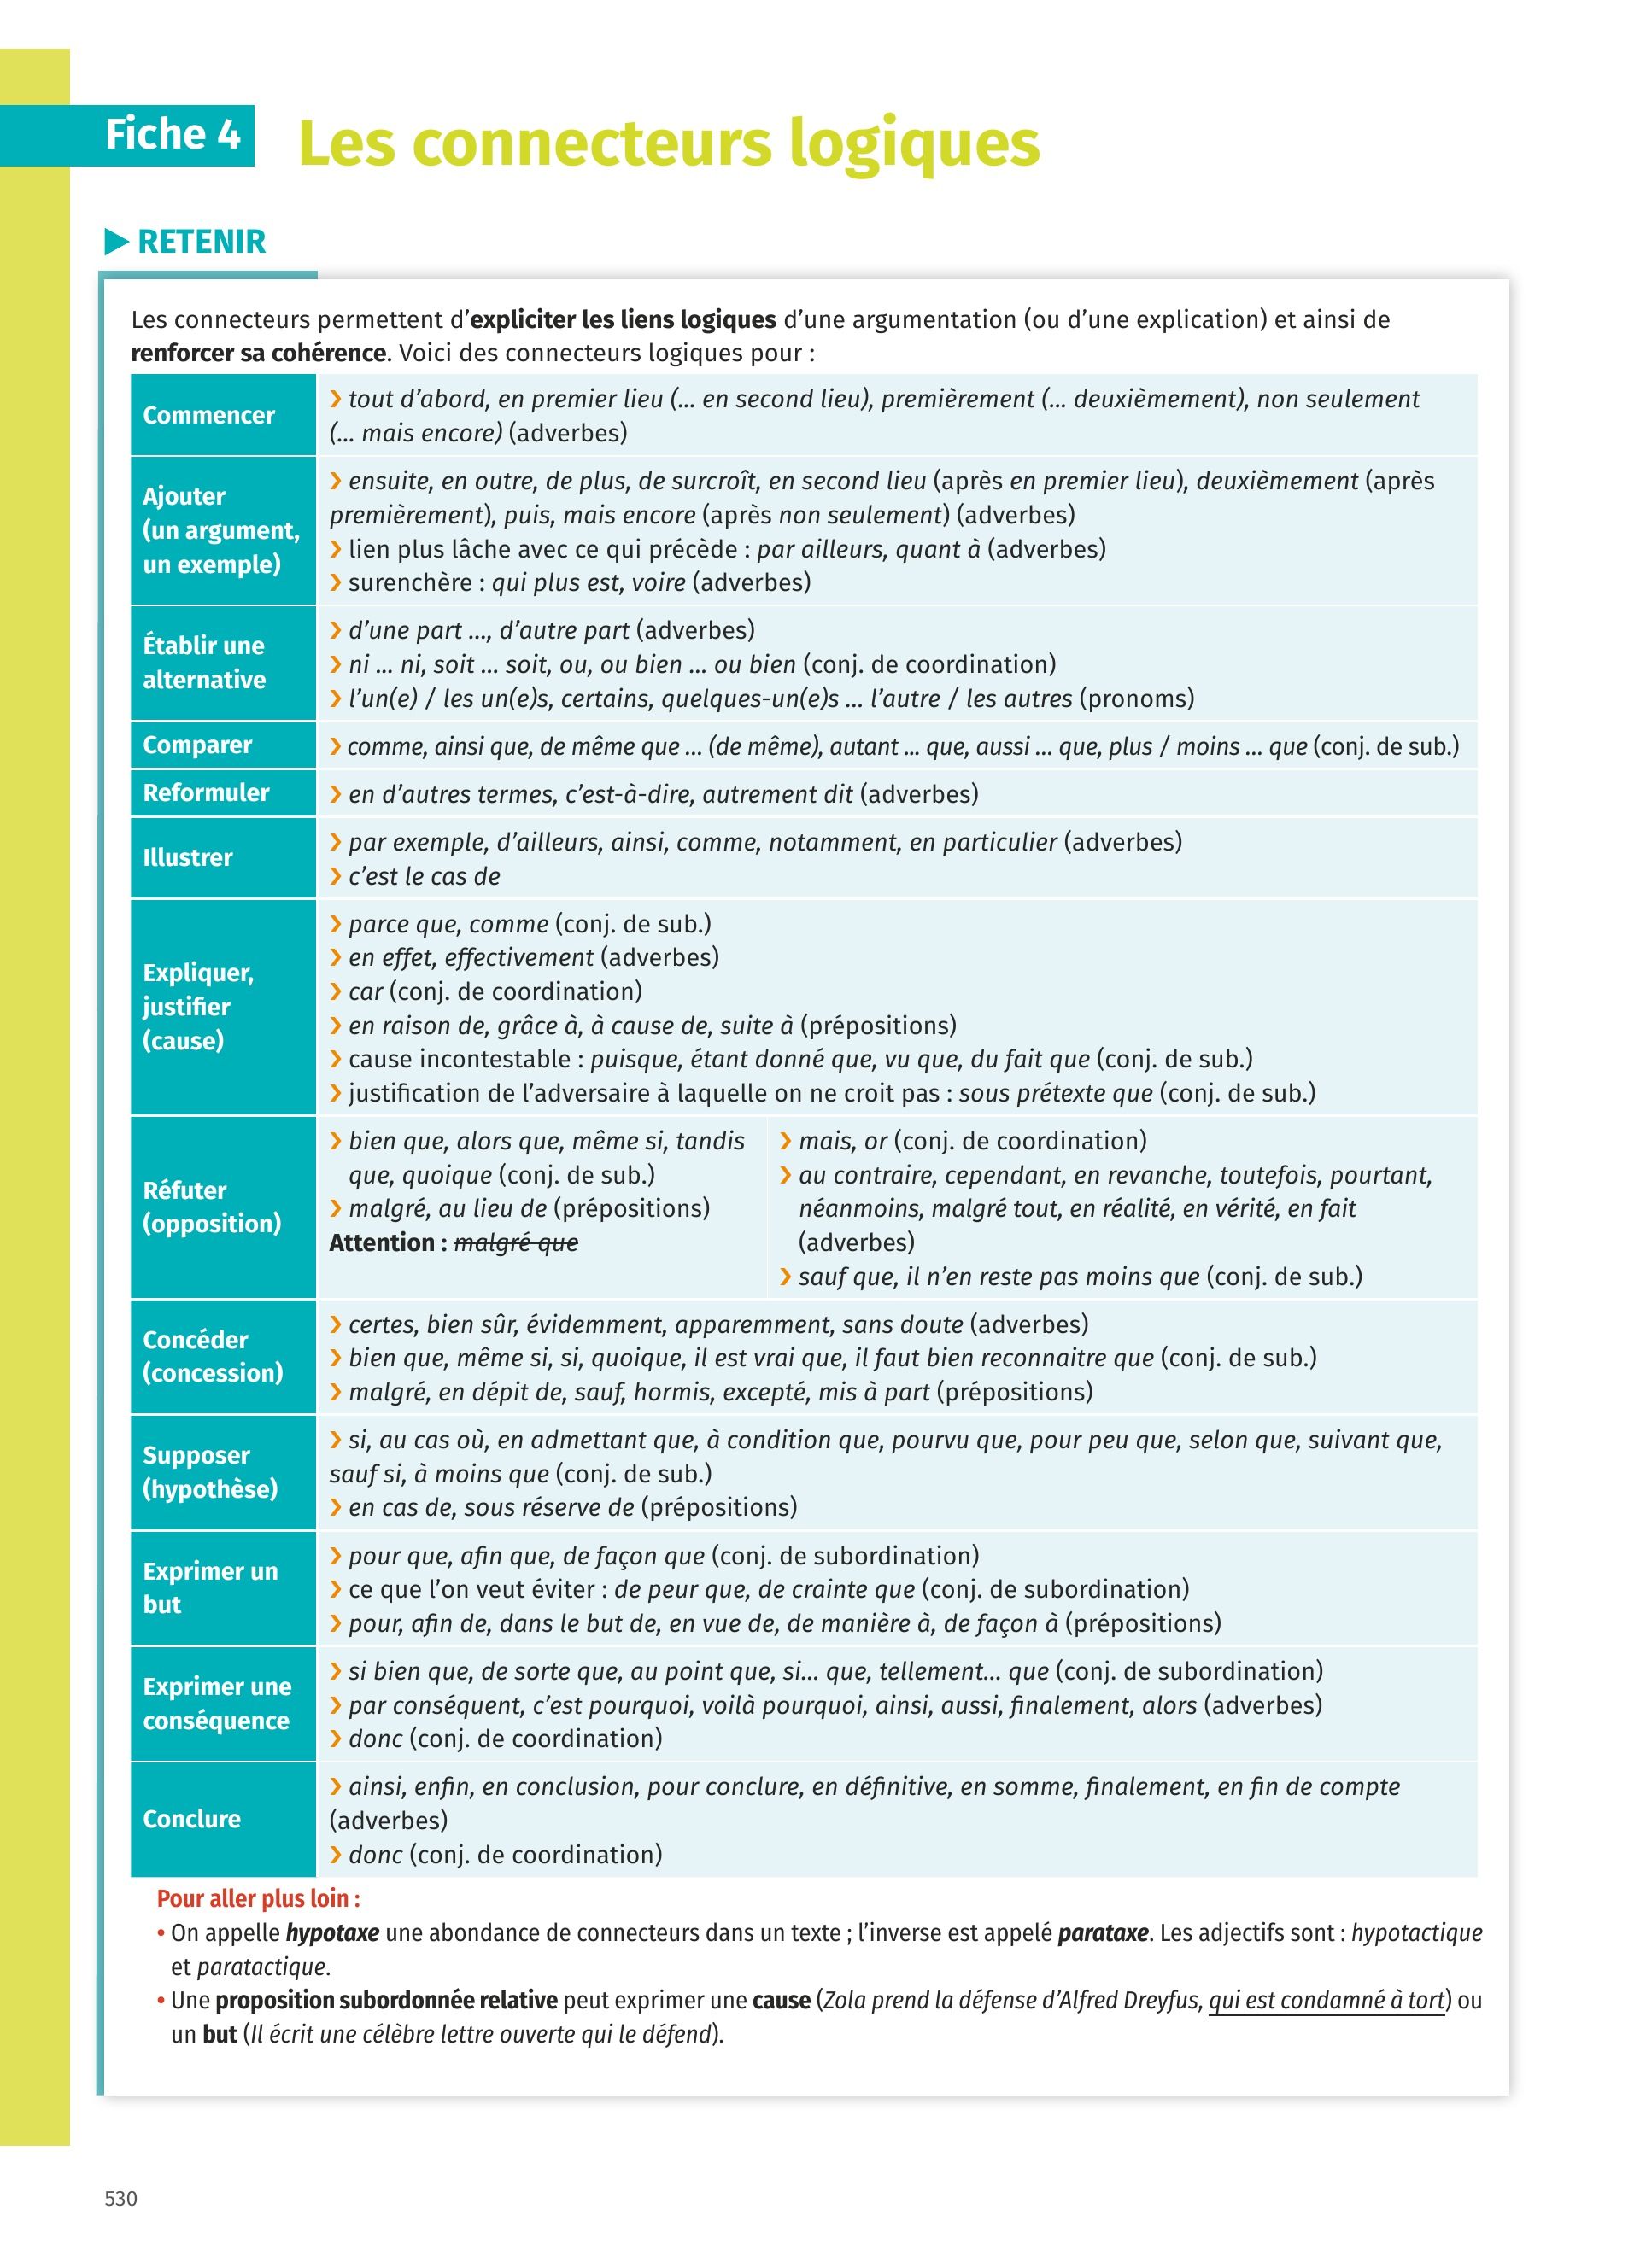 Fiche 4
Les connecteurs logiques
▶ RETENIR
Les connecteurs permettent d’expliciter les liens logiques d’une argumentation (ou d’une explication) et ainsi de
renforcer sa cohérence. Voici des connecteurs logiques pour :
Commencer
› tout d’abord, en premier lieu (... en second lieu), premièrement (... deuxièmement), non seulement
(... mais encore) (adverbes)
Ajouter
(un argument,
un exemple)
› ensuite, en outre, de plus, de surcroît, en second lieu (après en premier lieu), deuxièmement (après
premièrement), puis, mais encore (après non seulement) (adverbes)
› lien plus lâche avec ce qui précède : par ailleurs, quant à (adverbes)
› surenchère : qui plus est, voire (adverbes)
Établir une
alternative
› d’une part ..., d’autre part (adverbes)
› ni ... ni, soit ... soit, ou, ou bien ... ou bien (conj. de coordination)
› l’un(e) / les un(e)s, certains, quelques-un(e)s ... l’autre / les autres (pronoms)
Comparer
› comme, ainsi que, de même que ... (de même), autant ... que, aussi ... que, plus / moins ... que (conj. de sub.)
Reformuler
› en d’autres termes, c’est-à-dire, autrement dit (adverbes)
Illustrer
› par exemple, d’ailleurs, ainsi, comme, notamment, en particulier (adverbes)
› c’est le cas de
Expliquer,
justifier
(cause)
› parce que, comme (conj. de sub.)
› en effet, effectivement (adverbes)
› car (conj. de coordination)
› en raison de, grâce à, à cause de, suite à (prépositions)
› cause incontestable : puisque, étant donné que, vu que, du fait que (conj. de sub.)
› justification de l’adversaire à laquelle on ne croit pas : sous prétexte que (conj. de sub.)
Réfuter
(opposition)
› bien que, alors que, même si, tandis
que, quoique (conj. de sub.)
› malgré, au lieu de (prépositions)
Attention : malgré que
› mais, or (conj. de coordination)
› au contraire, cependant, en revanche, toutefois, pourtant,
néanmoins, malgré tout, en réalité, en vérité, en fait
(adverbes)
› sauf que, il n’en reste pas moins que (conj. de sub.)
Concéder
(concession)
› certes, bien sûr, évidemment, apparemment, sans doute (adverbes)
› bien que, même si, si, quoique, il est vrai que, il faut bien reconnaitre que (conj. de sub.)
› malgré, en dépit de, sauf, hormis, excepté, mis à part (prépositions)
Supposer
(hypothèse)
› si, au cas où, en admettant que, à condition que, pourvu que, pour peu que, selon que, suivant que,
sauf si, à moins que (conj. de sub.)
› en cas de, sous réserve de (prépositions)
Exprimer un
but
› pour que, afin que, de façon que (conj. de subordination)
› ce que l’on veut éviter : de peur que, de crainte que (conj. de subordination)
› pour, afin de, dans le but de, en vue de, de manière à, de façon à (prépositions)
Exprimer une
conséquence
› si bien que, de sorte que, au point que, si... que, tellement... que (conj. de subordination)
› par conséquent, c’est pourquoi, voilà pourquoi, ainsi, aussi, finalement, alors (adverbes)
› donc (conj. de coordination)
Conclure
› ainsi, enfin, en conclusion, pour conclure, en définitive, en somme, finalement, en fin de compte
(adverbes)
› donc (conj. de coordination)
Pour aller plus loin :
• On appelle hypotaxe une abondance de connecteurs dans un texte ; l’inverse est appelé parataxe. Les adjectifs sont : hypotactique
et paratactique.
• Une proposition subordonnée relative peut exprimer une cause (Zola prend la défense d’Alfred Dreyfus, qui est condamné à tort) ou
un but (Il écrit une célèbre lettre ouverte qui le défend).
530